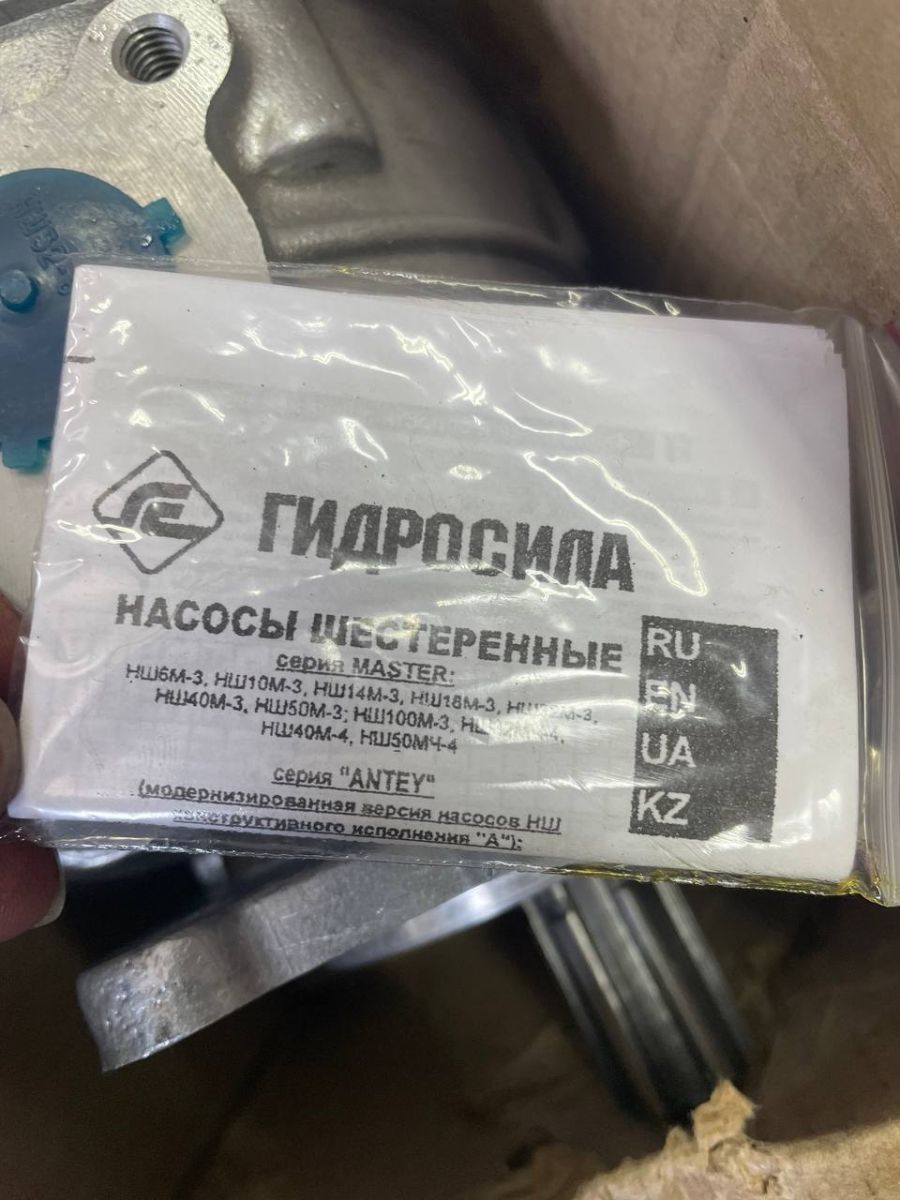 ГИДРОСИЛА
НАСОСЫ ШЕСТЕРЕННЫЕ
серия MASTER:
НШ6М-3, НШ10М-3, НШ14М-3, НШ18М-3,
НШ40М-3, НШ50М-3; НШ100М-3,
НШ40М-4, НШ50МЧ-4
серия "ANTEY"
(модернизированная версия насосов НШ
конструктивного исполнения "А"):
RU
EN
UA
KZ